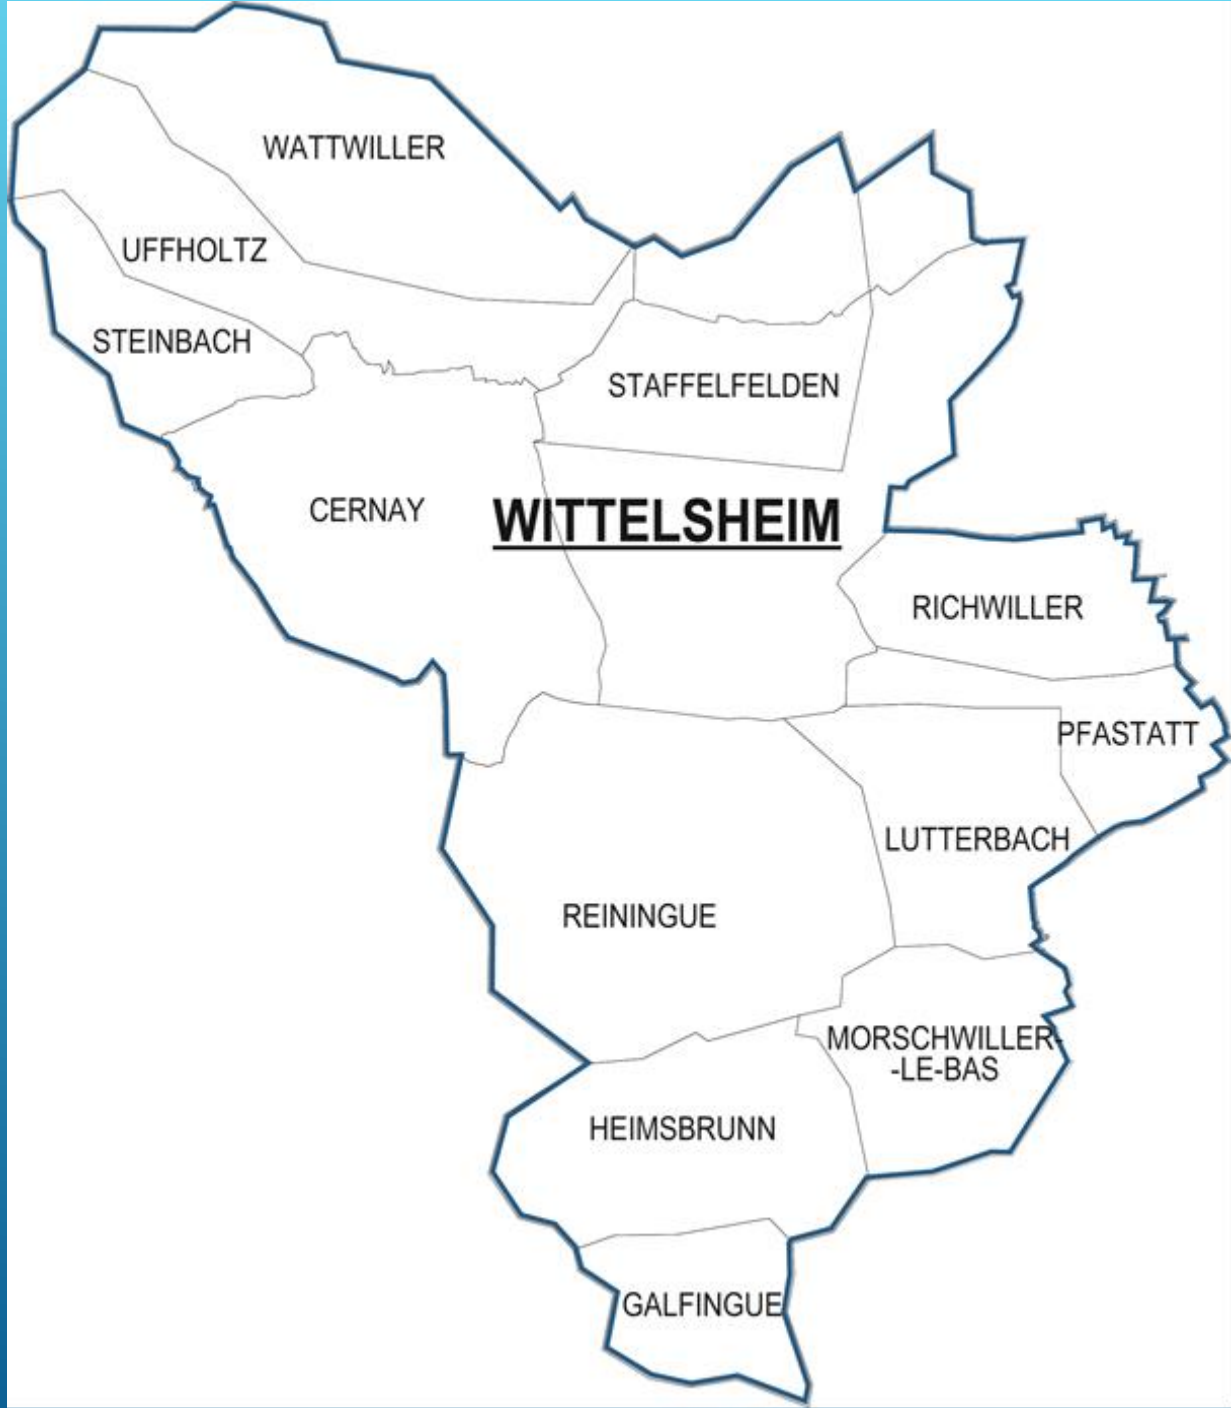 WATTWILLER
UFFHOLTZ
STEINBACH
STAFFELFELDEN
CERNAY
WITTELSHEIM
RICHWILLER
PFASTATT
LUTTERBACH
REININGUE
MORSCHWILLER-
-LE-BAS
HEIMSBRUNN
GALFINGUE